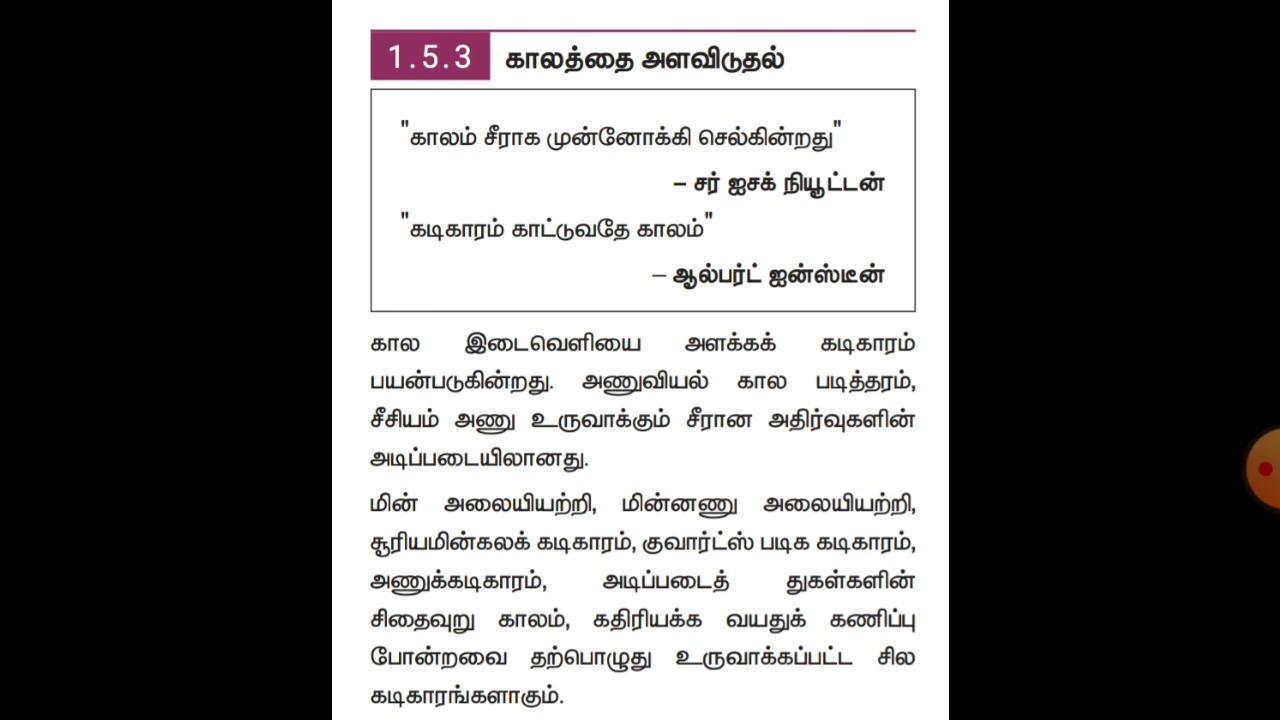 1.5.3 காலத்தை அளவிடுதல்
"காலம் சீராக முன்னோக்கி செல்கின்றது"
– சர் ஐசக் நியூட்டன்
"கடிகாரம் காட்டுவதே காலம்"
– ஆல்பர்ட் ஐன்ஸ்டீன்
கால இடைவெளியை அளக்கக் கடிகாரம்
பயன்படுகின்றது. அணுவியல் கால படித்தரம்,
சீசியம் அணு உருவாக்கும் சீரான அதிர்வுகளின்
அடிப்படையிலானது.
மின் அலையியற்றி, மின்னணு அலையியற்றி,
சூரியமின்கலக் கடிகாரம், குவார்ட்ஸ் படிக கடிகாரம்,
அணுக்கடிகாரம், அடிப்படைத் துகள்களின்
சிதைவுறு காலம், கதிரியக்க வயதுக் கணிப்பு
போன்றவை தற்பொழுது உருவாக்கப்பட்ட சில
கடிகாரங்களாகும்.